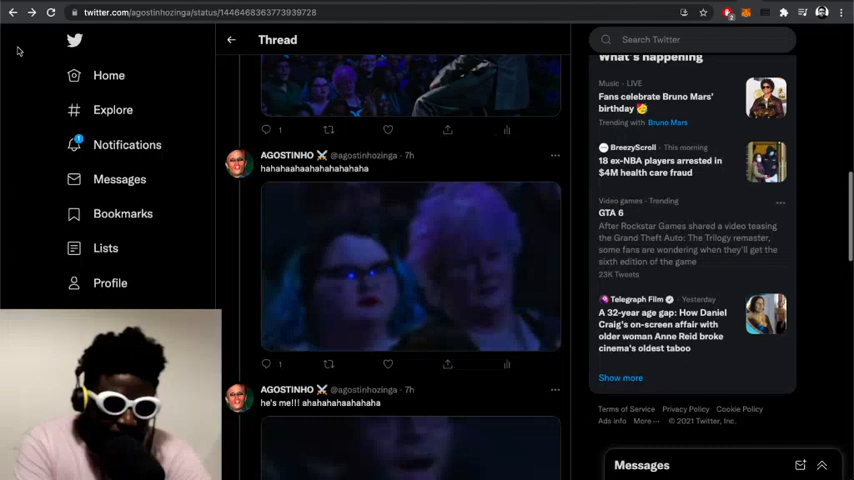 twitter.com/agostinhozinga/status/1446468363773939728
2
Home
Explore
1
Notifications
Messages
Bookmarks
Lists
Profile
Thread
1
AGOSTINHO ⚔ @agostinhozinga · 7h
hahahaahaahahahahahaha
1
AGOSTINHO ⚔ @agostinhozinga · 7h
he's me!!! ahahahahaahahaha
Search Twitter
What's happening
Music · LIVE
Fans celebrate Bruno Mars'
birthday 🥳
Trending with Bruno Mars
BreezyScroll · This morning
18 ex-NBA players arrested in
$4M health care fraud
Video games · Trending
GTA 6
After Rockstar Games shared a video teasing
the Grand Theft Auto: The Trilogy remaster,
some fans are wondering when they'll get the
sixth edition of the game
23K Tweets
Telegraph Film · Yesterday
A 32-year age gap: How Daniel
Craig's on-screen affair with
older woman Anne Reid broke
cinema's oldest taboo
Show more
Terms of Service Privacy Policy Cookie Policy
Ads info More ··· © 2021 Twitter, Inc.
Messages